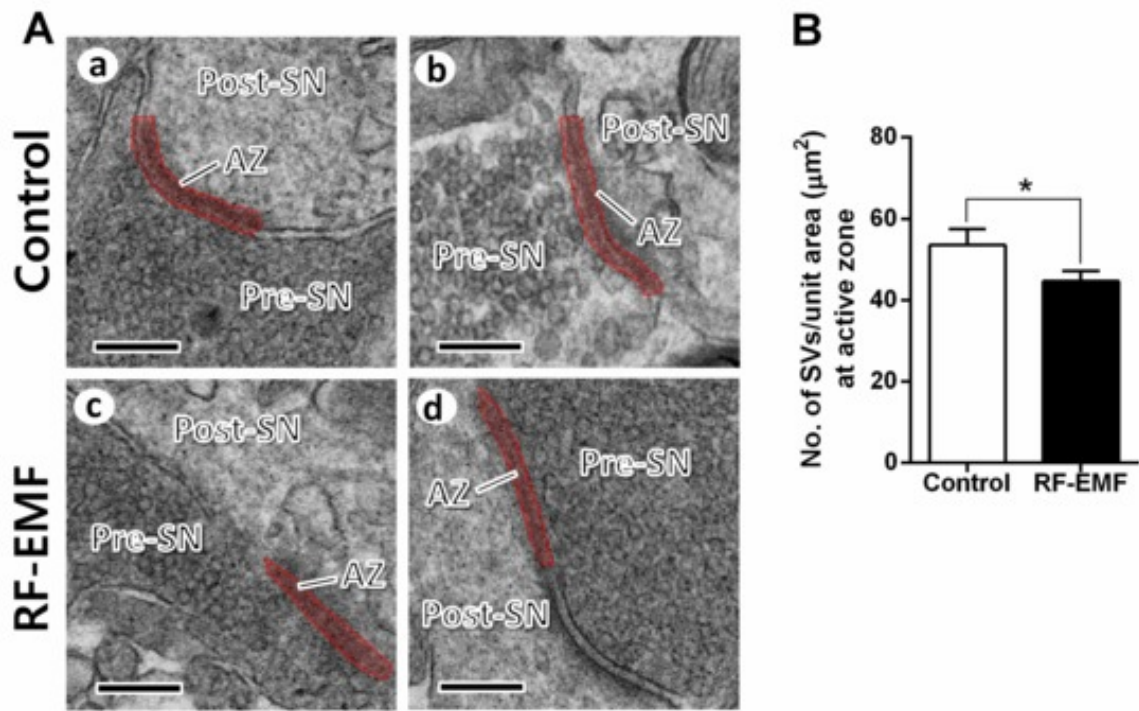 A
Control
RF-EMF
a
Post-SN
AZ
Pre-SN
b
Post-SN
AZ
Pre-SN
c
Post-SN
Pre-SN
AZ
d
Pre-SN
AZ
Post-SN
B
No. of SVs/unit area (µm²)
at active zone
80
60
40
20
0
*
Control
RF-EMF